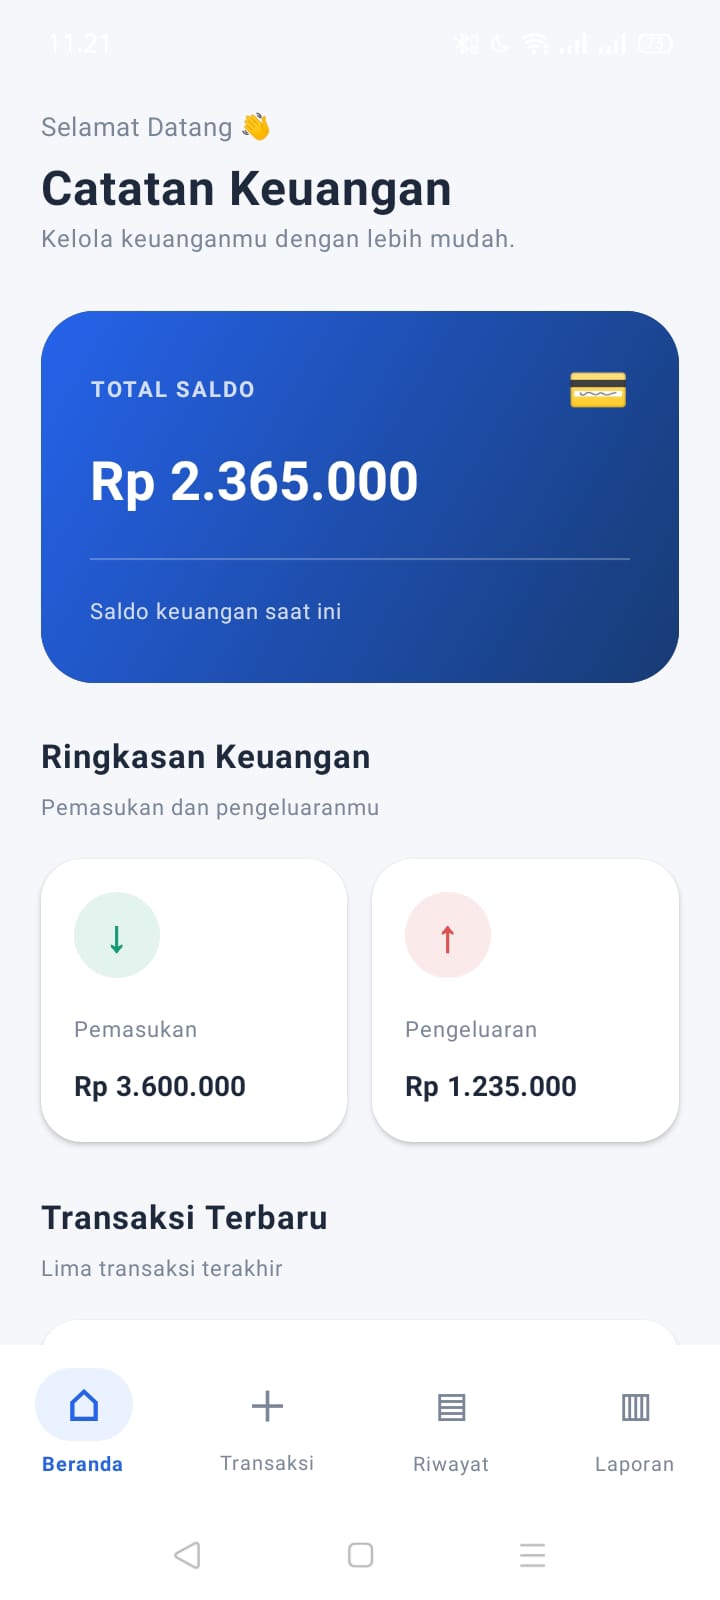 11.21
Selamat Datang 👋
Catatan Keuangan
Kelola keuanganmu dengan lebih mudah.
TOTAL SALDO
Rp 2.365.000
Saldo keuangan saat ini
Ringkasan Keuangan
Pemasukan dan pengeluaranmu
↓ ↑
Pemasukan Pengeluaran
Rp 3.600.000 Rp 1.235.000
Transaksi Terbaru
Lima transaksi terakhir
Beranda Transaksi Riwayat Laporan